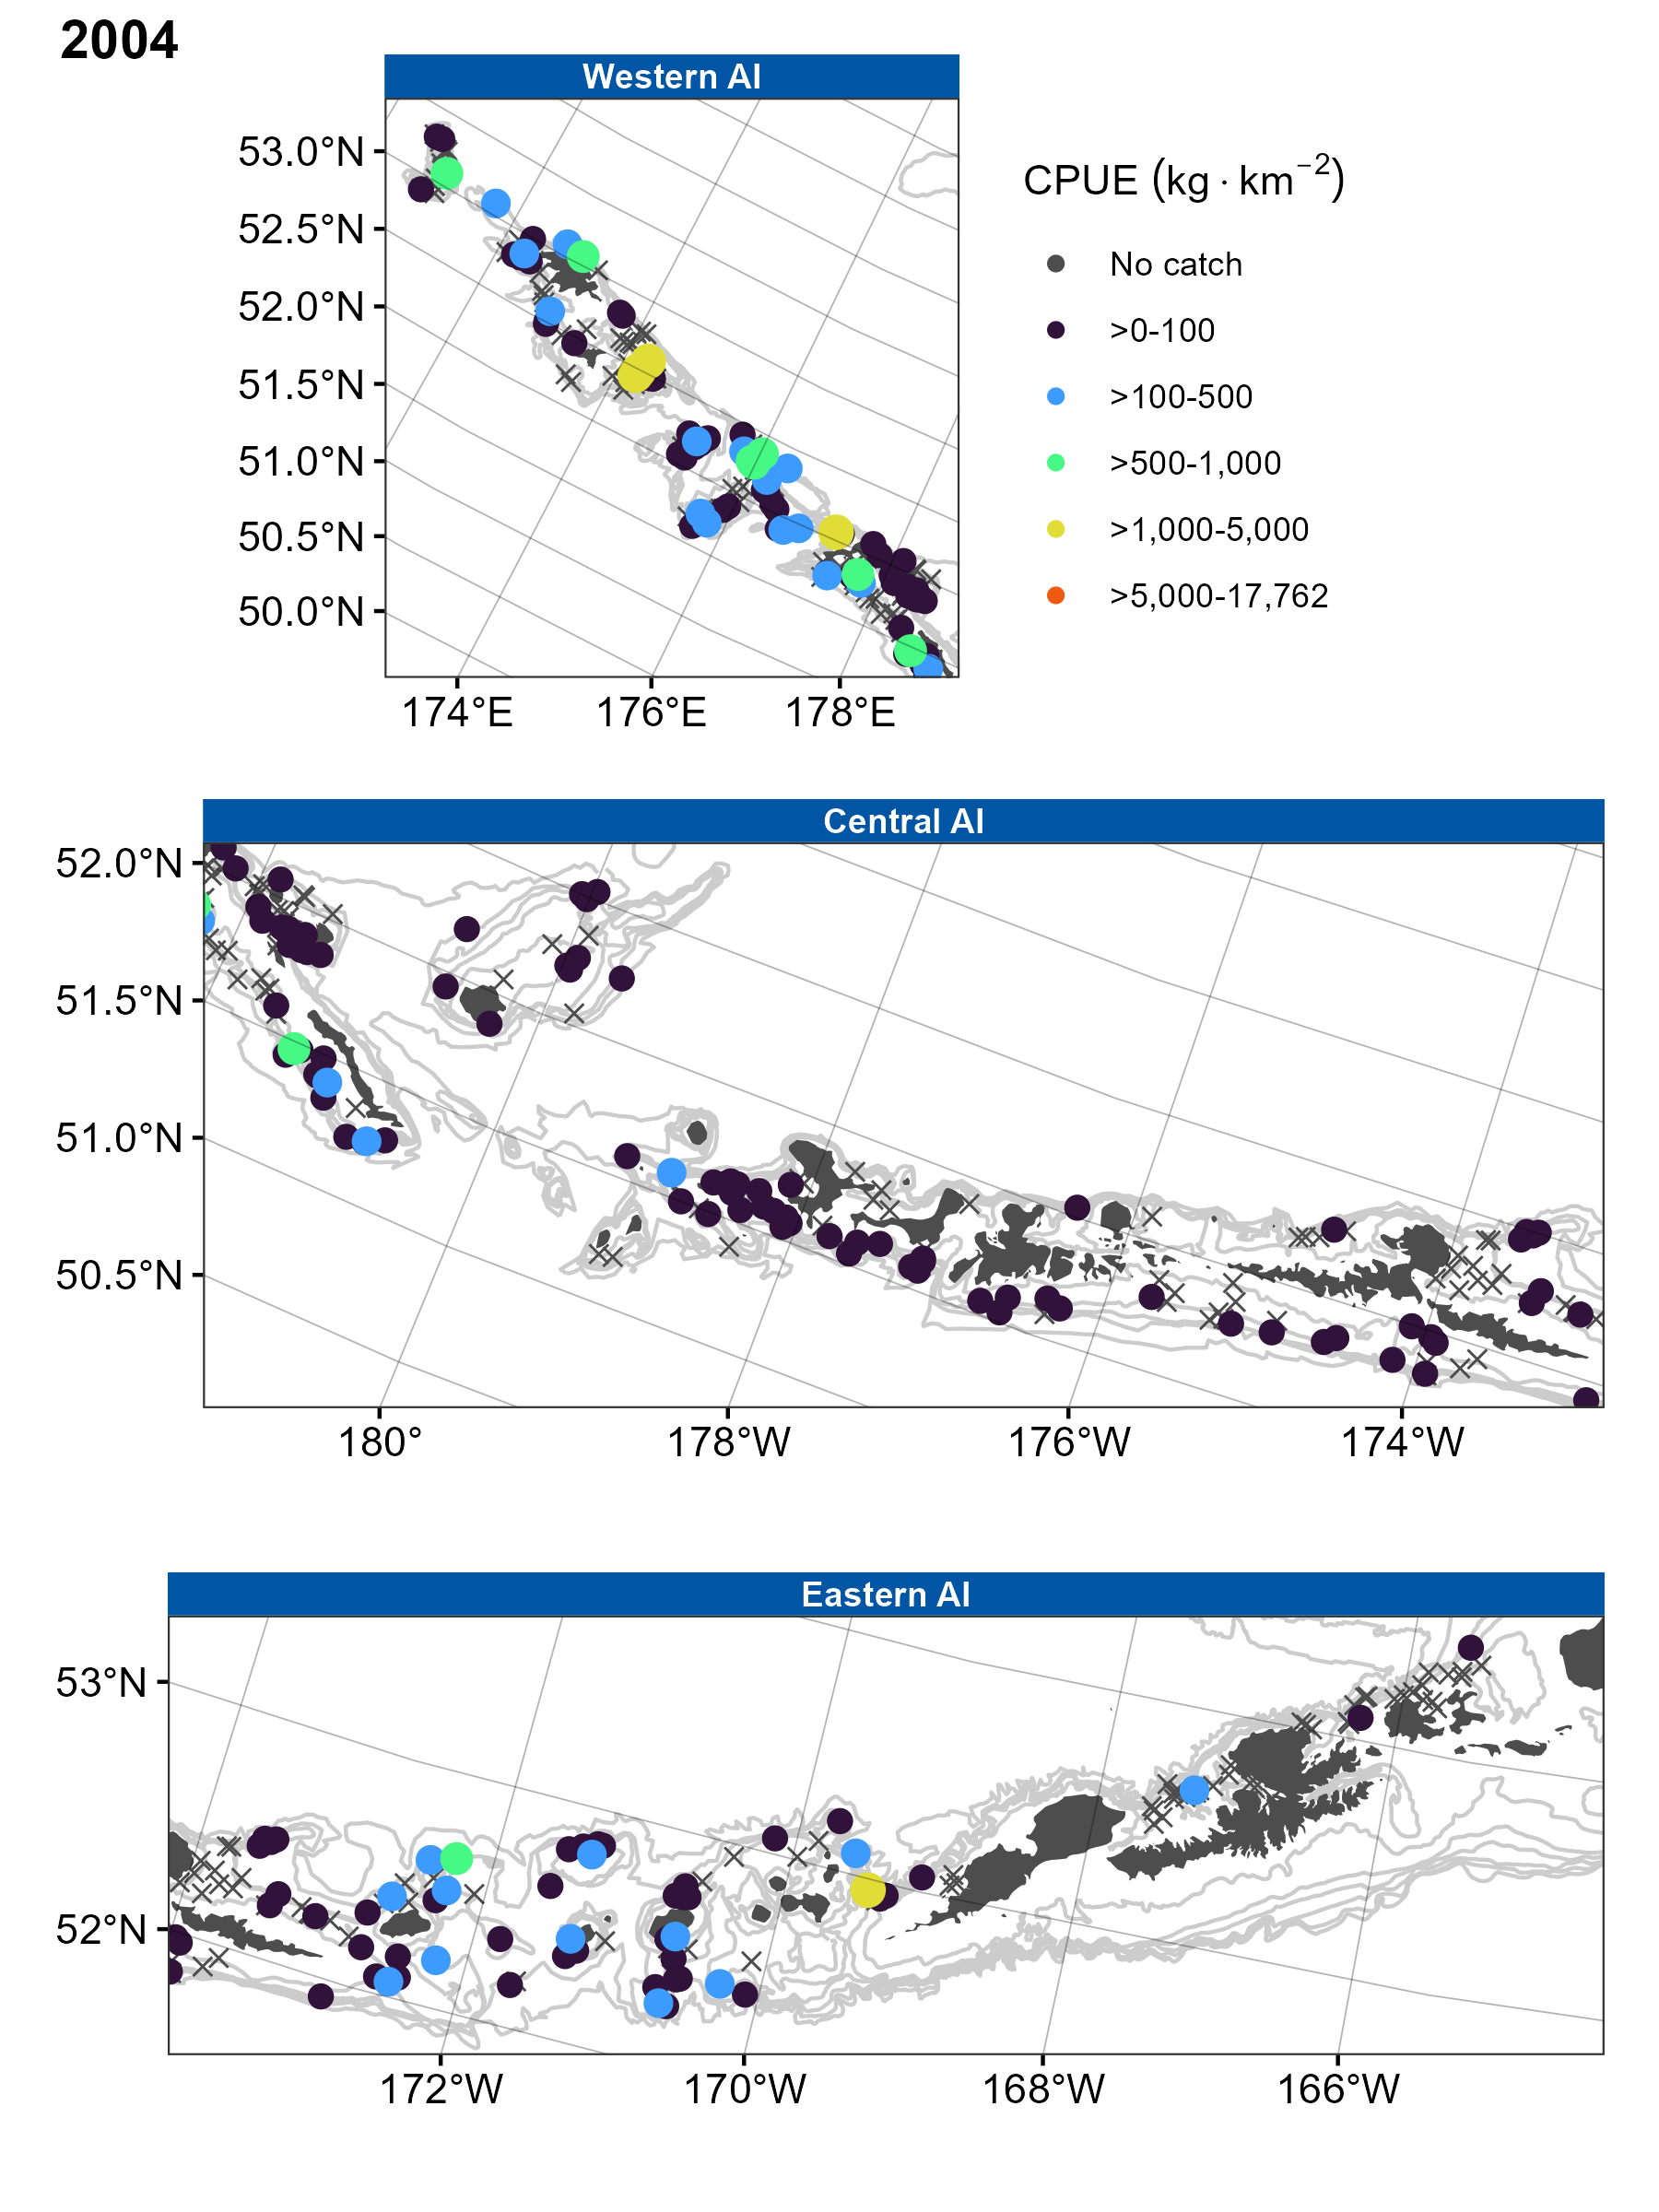 2004
Western AI
53.0°N
52.5°N
52.0°N
51.5°N
51.0°N
50.5°N
50.0°N
174°E 176°E 178°E
CPUE (kg · km⁻²)
No catch
>0-100
>100-500
>500-1,000
>1,000-5,000
>5,000-17,762
Central AI
52.0°N
51.5°N
51.0°N
50.5°N
180° 178°W 176°W 174°W
Eastern AI
53°N
52°N
172°W 170°W 168°W 166°W